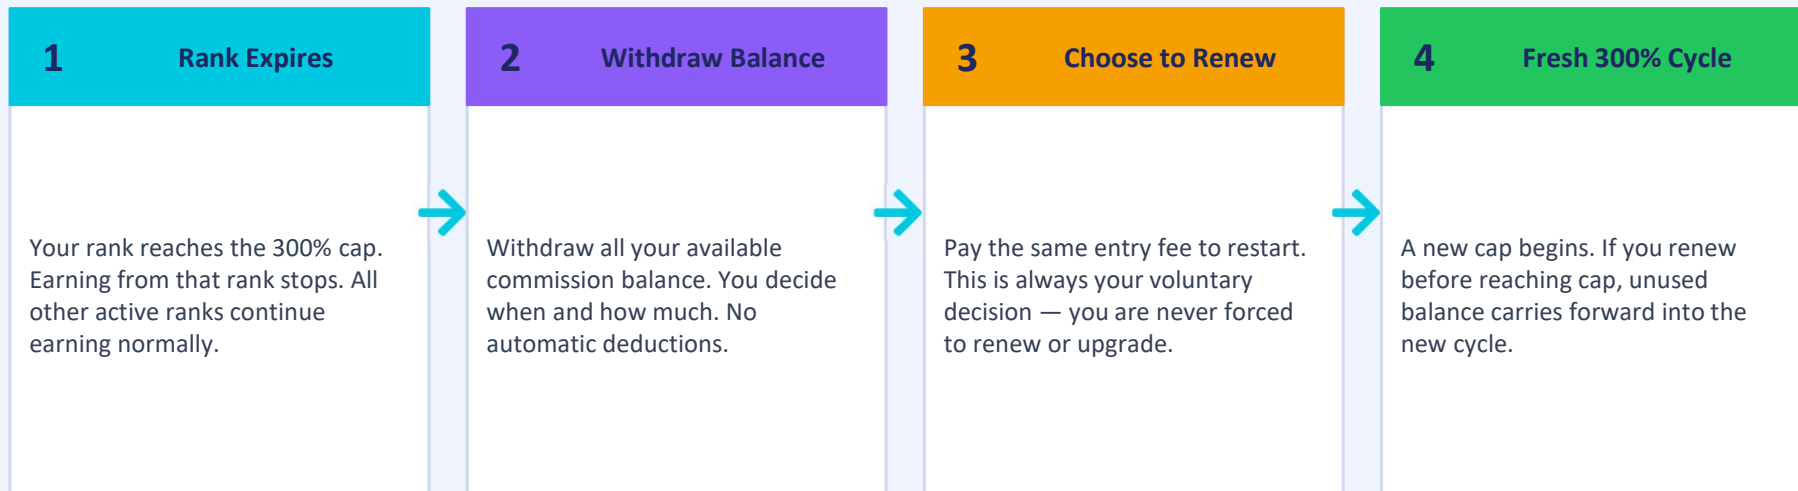 1 Rank Expires
Your rank reaches the 300% cap.
Earning from that rank stops. All
other active ranks continue
earning normally.
2 Withdraw Balance
Withdraw all your available
commission balance. You decide
when and how much. No
automatic deductions.
3 Choose to Renew
Pay the same entry fee to restart.
This is always your voluntary
decision — you are never forced
to renew or upgrade.
4 Fresh 300% Cycle
A new cap begins. If you renew
before reaching cap, unused
balance carries forward into the
new cycle.